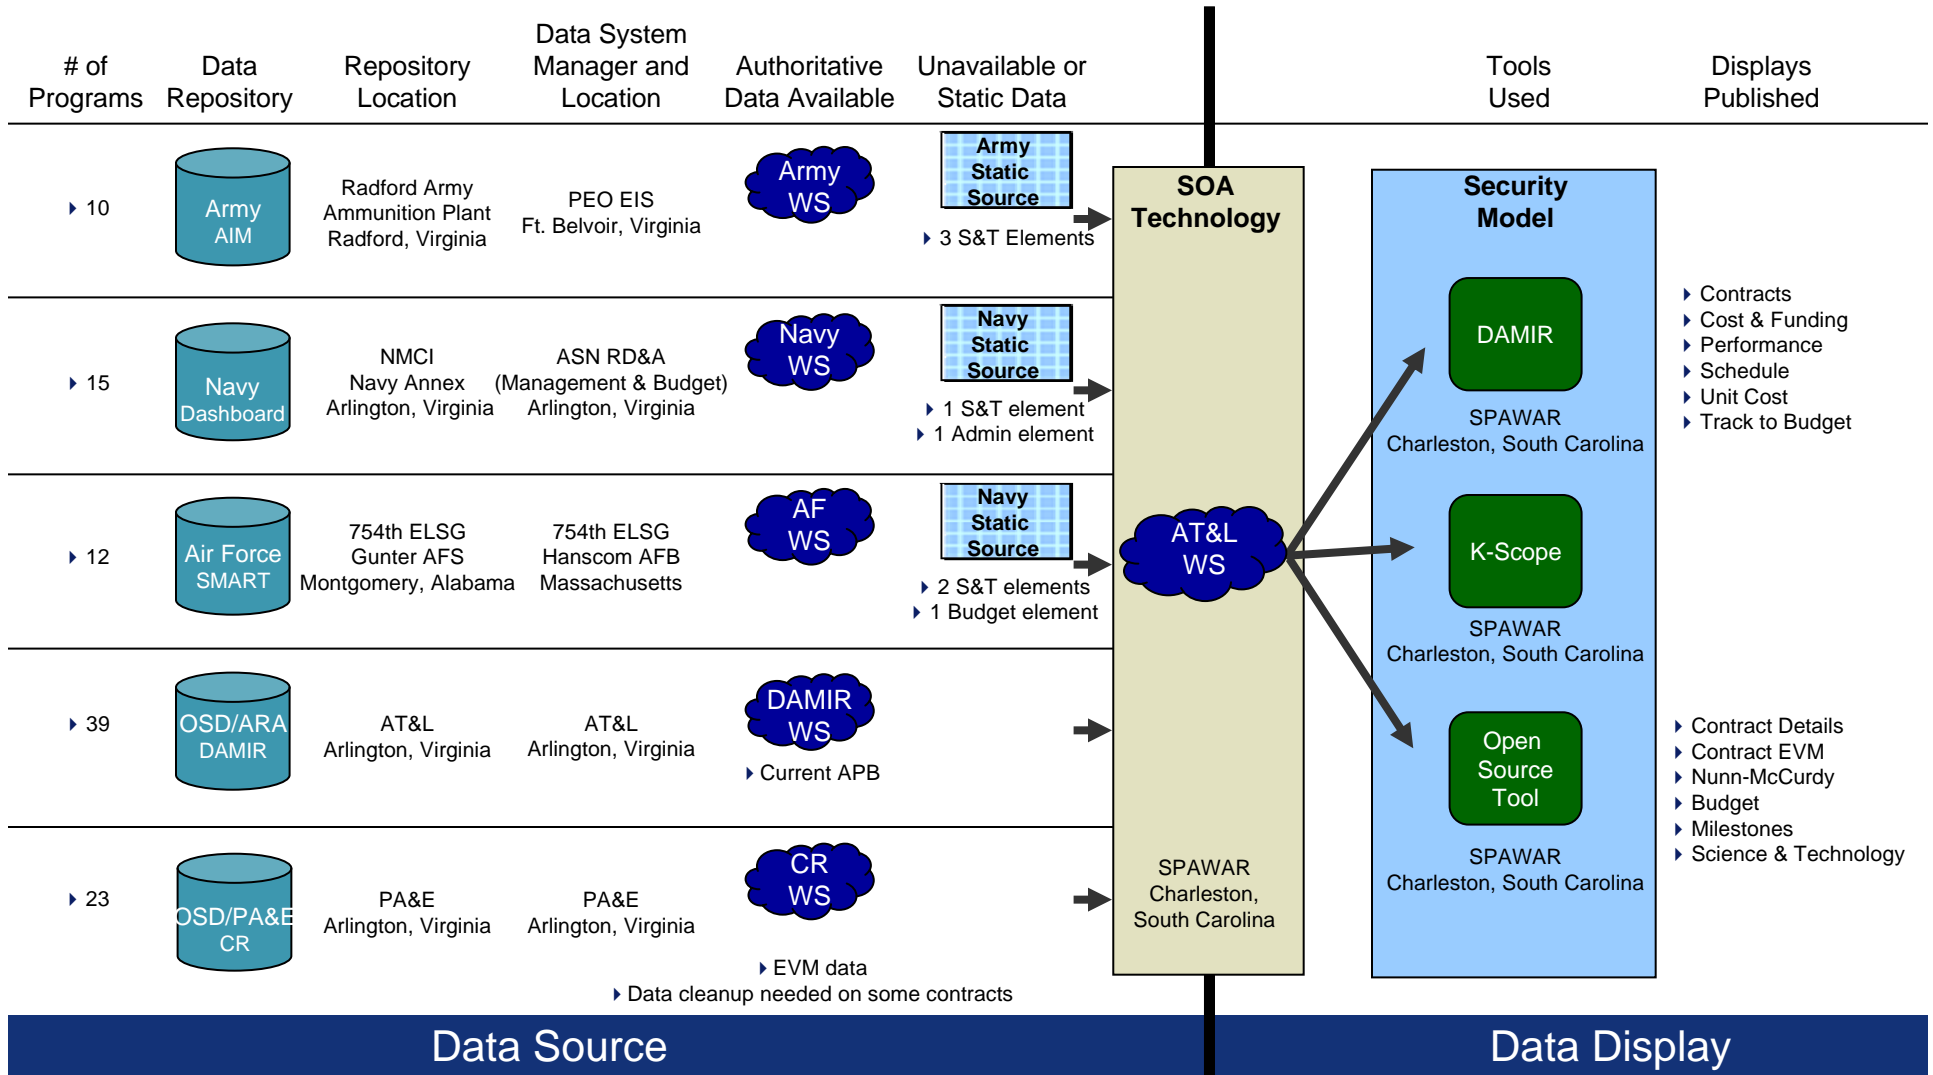 # of
Programs
Data
Repository
Repository
Location
Data System
Manager and
Location
Authoritative
Data Available
Unavailable or
Static Data
Tools
Used
Displays
Published
10
Army
AIM
Radford Army
Ammunition Plant
Radford, Virginia
PEO EIS
Ft. Belvoir, Virginia
Army
WS
Army
Static
Source
3 S&T Elements
15
Navy
Dashboard
NMCI
Navy Annex
Arlington, Virginia
ASN RD&A
(Management & Budget)
Arlington, Virginia
Navy
WS
Navy
Static
Source
1 S&T element
1 Admin element
12
Air Force
SMART
754th ELSG
Gunter AFS
Montgomery, Alabama
754th ELSG
Hanscom AFB
Massachusetts
AF
WS
Navy
Static
Source
2 S&T elements
1 Budget element
39
OSD/ARA
DAMIR
AT&L
Arlington, Virginia
AT&L
Arlington, Virginia
DAMIR
WS
Current APB
23
OSD/PA&E
CR
PA&E
Arlington, Virginia
PA&E
Arlington, Virginia
CR
WS
EVM data
Data cleanup needed on some contracts
SOA
Technology
AT&L
WS
SPAWAR
Charleston,
South Carolina
Security
Model
DAMIR
SPAWAR
Charleston, South Carolina
K-Scope
SPAWAR
Charleston, South Carolina
Open
Source
Tool
SPAWAR
Charleston, South Carolina
Contracts
Cost & Funding
Performance
Schedule
Unit Cost
Track to Budget
Contract Details
Contract EVM
Nunn-McCurdy
Budget
Milestones
Science & Technology
Data Source
Data Display